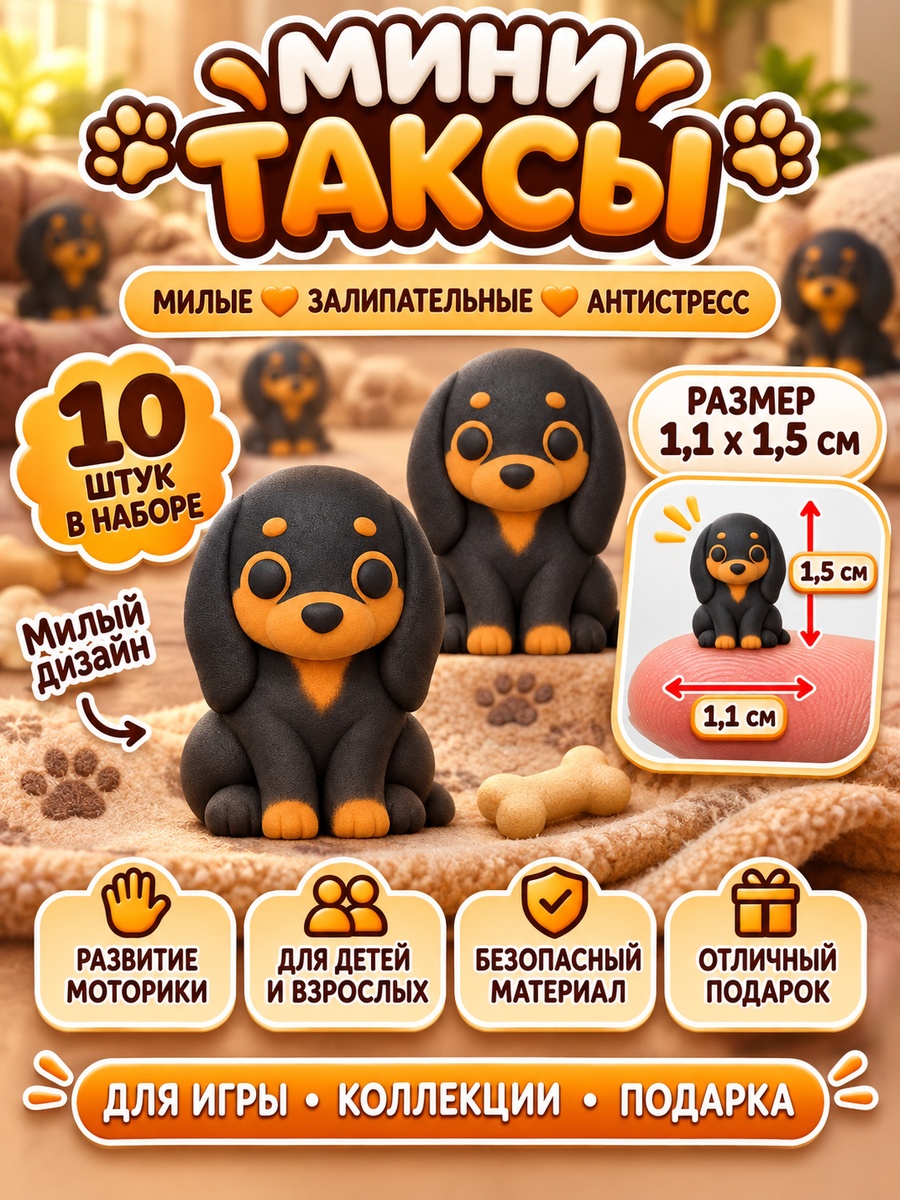 МИНИ
ТАКСЫ
МИЛЫЕ 🧡 ЗАЛИПАТЕЛЬНЫЕ 🧡 АНТИСТРЕСС
10
ШТУК
В НАБОРЕ
РАЗМЕР
1,1 x 1,5 см
1,5 см
1,1 см
Милый
дизайн
РАЗВИТИЕ
МОТОРИКИ
ДЛЯ ДЕТЕЙ
И ВЗРОСЛЫХ
БЕЗОПАСНЫЙ
МАТЕРИАЛ
ОТЛИЧНЫЙ
ПОДАРОК
ДЛЯ ИГРЫ • КОЛЛЕКЦИИ • ПОДАРКА